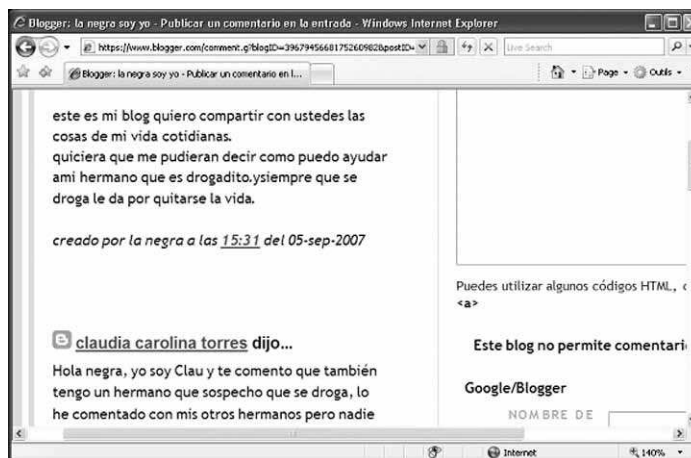 Blogger: la negra soy yo - Publicar un comentario en la entrada - Windows Internet Explorer
https://www.blogger.com/comment.g?blogID=3967945668175260982&postID=
Live Search
Blogger: la negra soy yo - Publicar un comentario en l...
Page
Outils
este es mi blog quiero compartir con ustedes las
cosas de mi vida cotidianas.
quiciera que me pudieran decir como puedo ayudar
ami hermano que es drogadito.ysiempre que se
droga le da por quitarse la vida.
creado por la negra a las 15:31 del 05-sep-2007
claudia carolina torres dijo...
Hola negra, yo soy Clau y te comento que también
tengo un hermano que sospecho que se droga, lo
he comentado con mis otros hermanos pero nadie
Puedes utilizar algunos códigos HTML,
<a>
Este blog no permite comentari
Google/Blogger
NOMBRE DE
Internet
140%